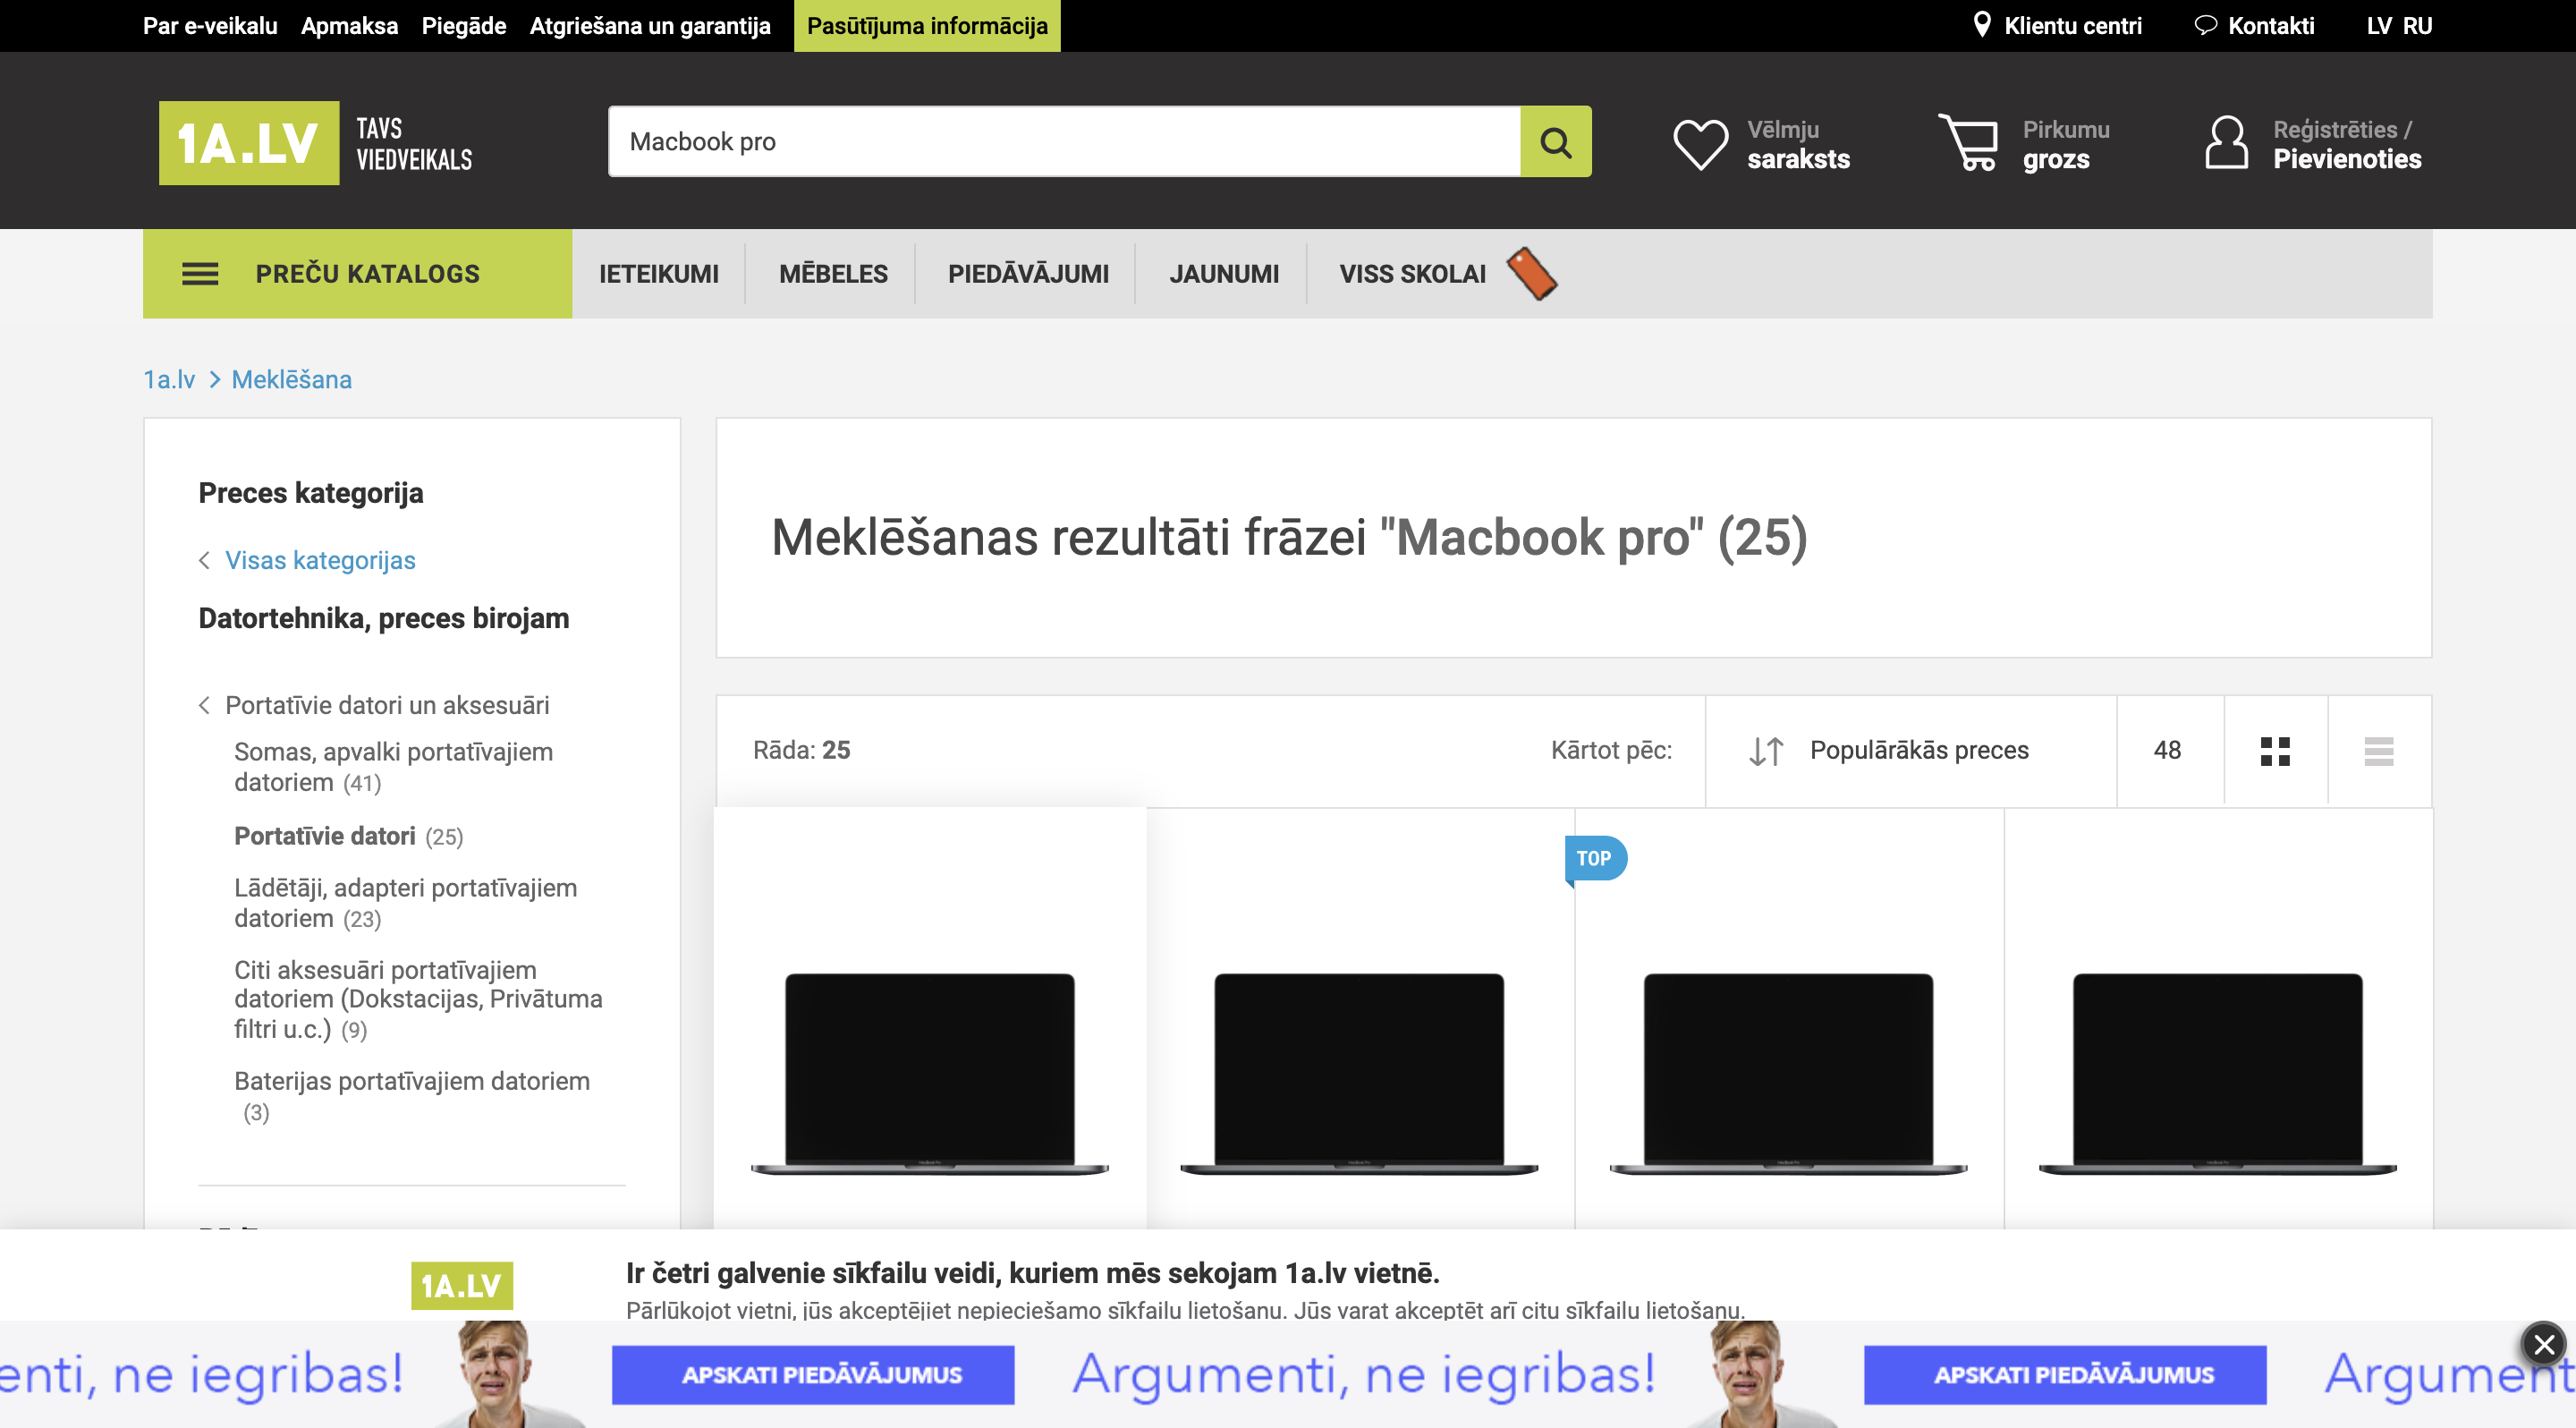 Par e-veikalu Apmaksa Piegāde Atgriešana un garantija Pasūtījuma informācija Klientu centri Kontakti LV RU
1A.LV TAVS
VIEDVEIKALS
Macbook pro
Vēlmju
saraksts
Pirkumu
grozs
Reģistrēties /
Pievienoties
PREČU KATALOGS IETEIKUMI MĒBELES PIEDĀVĀJUMI JAUNUMI VISS SKOLAI
1a.lv > Meklēšana
Preces kategorija
Visas kategorijas
Datortehnika, preces birojam
Portatīvie datori un aksesuāri
Somas, apvalki portatīvajiem
datoriem (41)
Portatīvie datori (25)
Lādētāji, adapteri portatīvajiem
datoriem (23)
Citi aksesuāri portatīvajiem
datoriem (Dokstacijas, Privātuma
filtri u.c.) (9)
Baterijas portatīvajiem datoriem
(3)
Meklēšanas rezultāti frāzei "Macbook pro" (25)
Rāda: 25 Kārtot pēc: Populārākās preces 48
TOP
1A.LV
Ir četri galvenie sīkfailu veidi, kuriem mēs sekojam 1a.lv vietnē.
Pārlūkojot vietni, jūs akceptējiet nepieciešamo sīkfailu lietošanu. Jūs varat akceptēt arī citu sīkfailu lietošanu.
enti, ne iegribas! APSKATI PIEDĀVĀJUMUS Argumenti, ne iegribas! APSKATI PIEDĀVĀJUMUS Argument